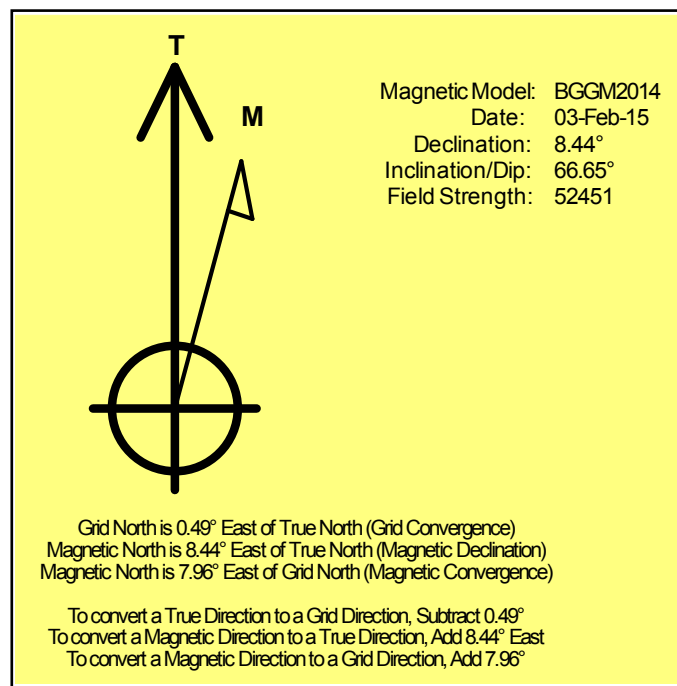 T
M
Magnetic Model: BGGM2014
Date: 03-Feb-15
Declination: 8.44°
Inclination/Dip: 66.65°
Field Strength: 52451
Grid North is 0.49° East of True North (Grid Convergence)
Magnetic North is 8.44° East of True North (Magnetic Declination)
Magnetic North is 7.96° East of Grid North (Magnetic Convergence)
To convert a True Direction to a Grid Direction, Subtract 0.49°
To convert a Magnetic Direction to a True Direction, Add 8.44° East
To convert a Magnetic Direction to a Grid Direction, Add 7.96°